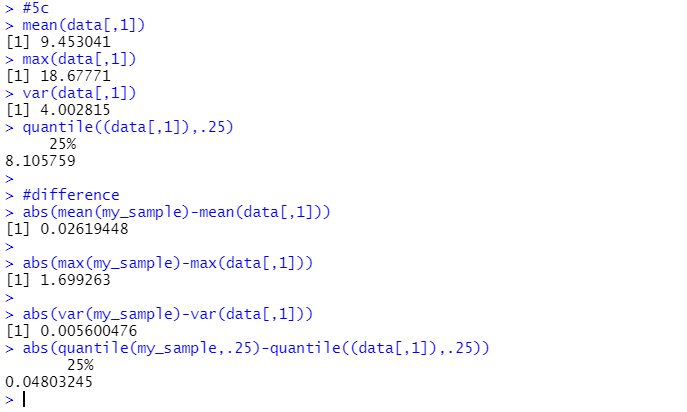 > #5c
> mean(data[,1])
[1] 9.453041
> max(data[,1])
[1] 18.67771
> var(data[,1])
[1] 4.002815
> quantile((data[,1]),.25)
     25%
8.105759
>
> #difference
> abs(mean(my_sample)-mean(data[,1]))
[1] 0.02619448
>
> abs(max(my_sample)-max(data[,1]))
[1] 1.699263
>
> abs(var(my_sample)-var(data[,1]))
[1] 0.005600476
> abs(quantile(my_sample,.25)-quantile((data[,1]),.25))
       25%
0.04803245
>